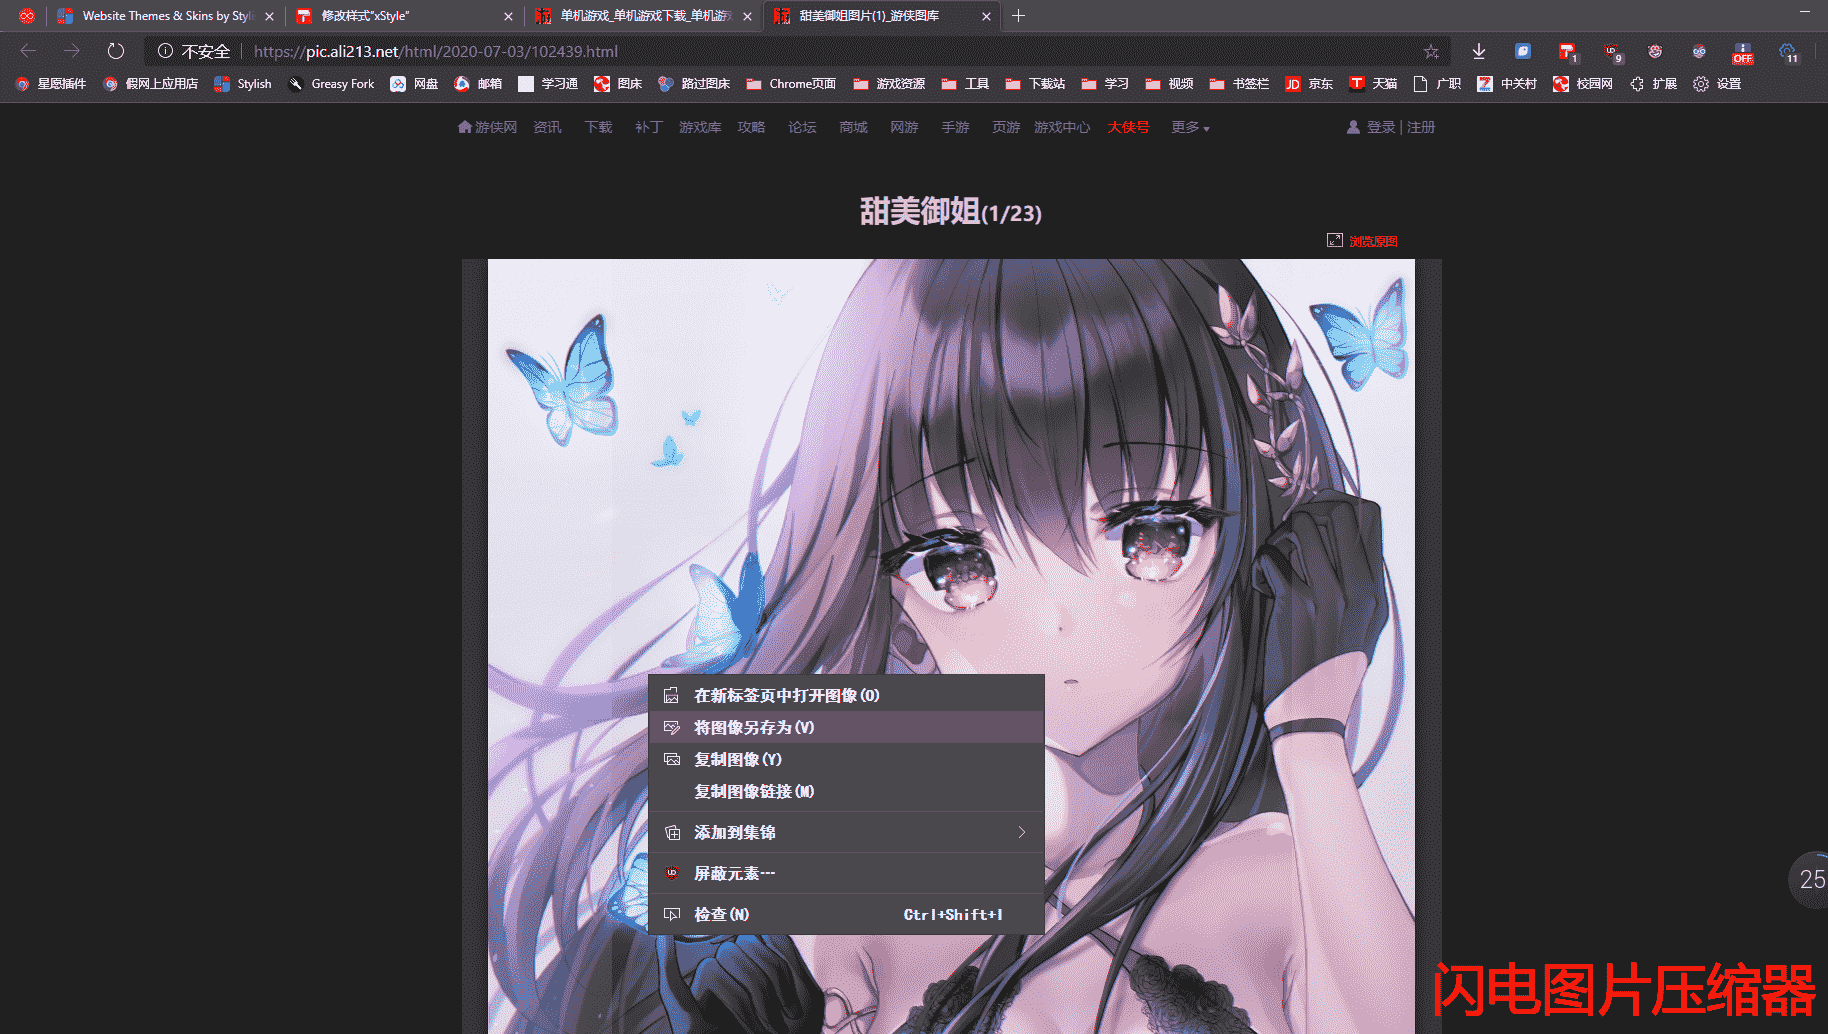 Website Themes & Skins by Styli
修改样式“xStyle”
单机游戏_单机游戏下载_单机游戏
甜美御姐图片(1)_游侠图库
不安全 https://pic.ali213.net/html/2020-07-03/102439.html
1 9 OFF 11
星愿插件 假网上应用店 Stylish Greasy Fork 网盘 邮箱 学习通 图床 路过图床 Chrome页面 游戏资源 工具 下载站 学习 视频 书签栏 JD 京东 T 天猫 广职 中关村 校园网 扩展 设置
游侠网 资讯 下载 补丁 游戏库 攻略 论坛 商城 网游 手游 页游 游戏中心 大侠号 更多 登录 | 注册
甜美御姐(1/23)
浏览原图
在新标签页中打开图像(O)
将图像另存为(V)
复制图像(Y)
复制图像链接(M)
添加到集锦
屏蔽元素…
检查(N) Ctrl+Shift+I
25
闪电图片压缩器